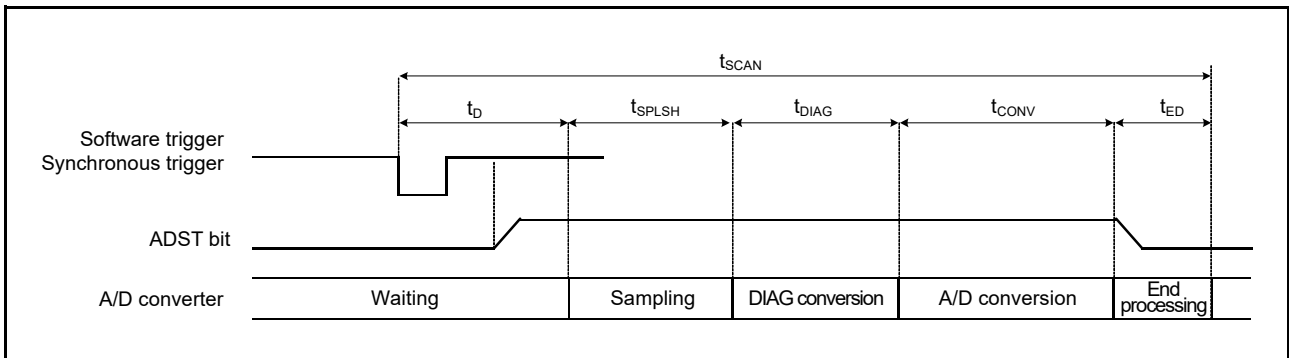 tSCAN
tD tSPLSH tDIAG tCONV tED
Software trigger
Synchronous trigger
ADST bit
A/D converter Waiting Sampling DIAG conversion A/D conversion End processing